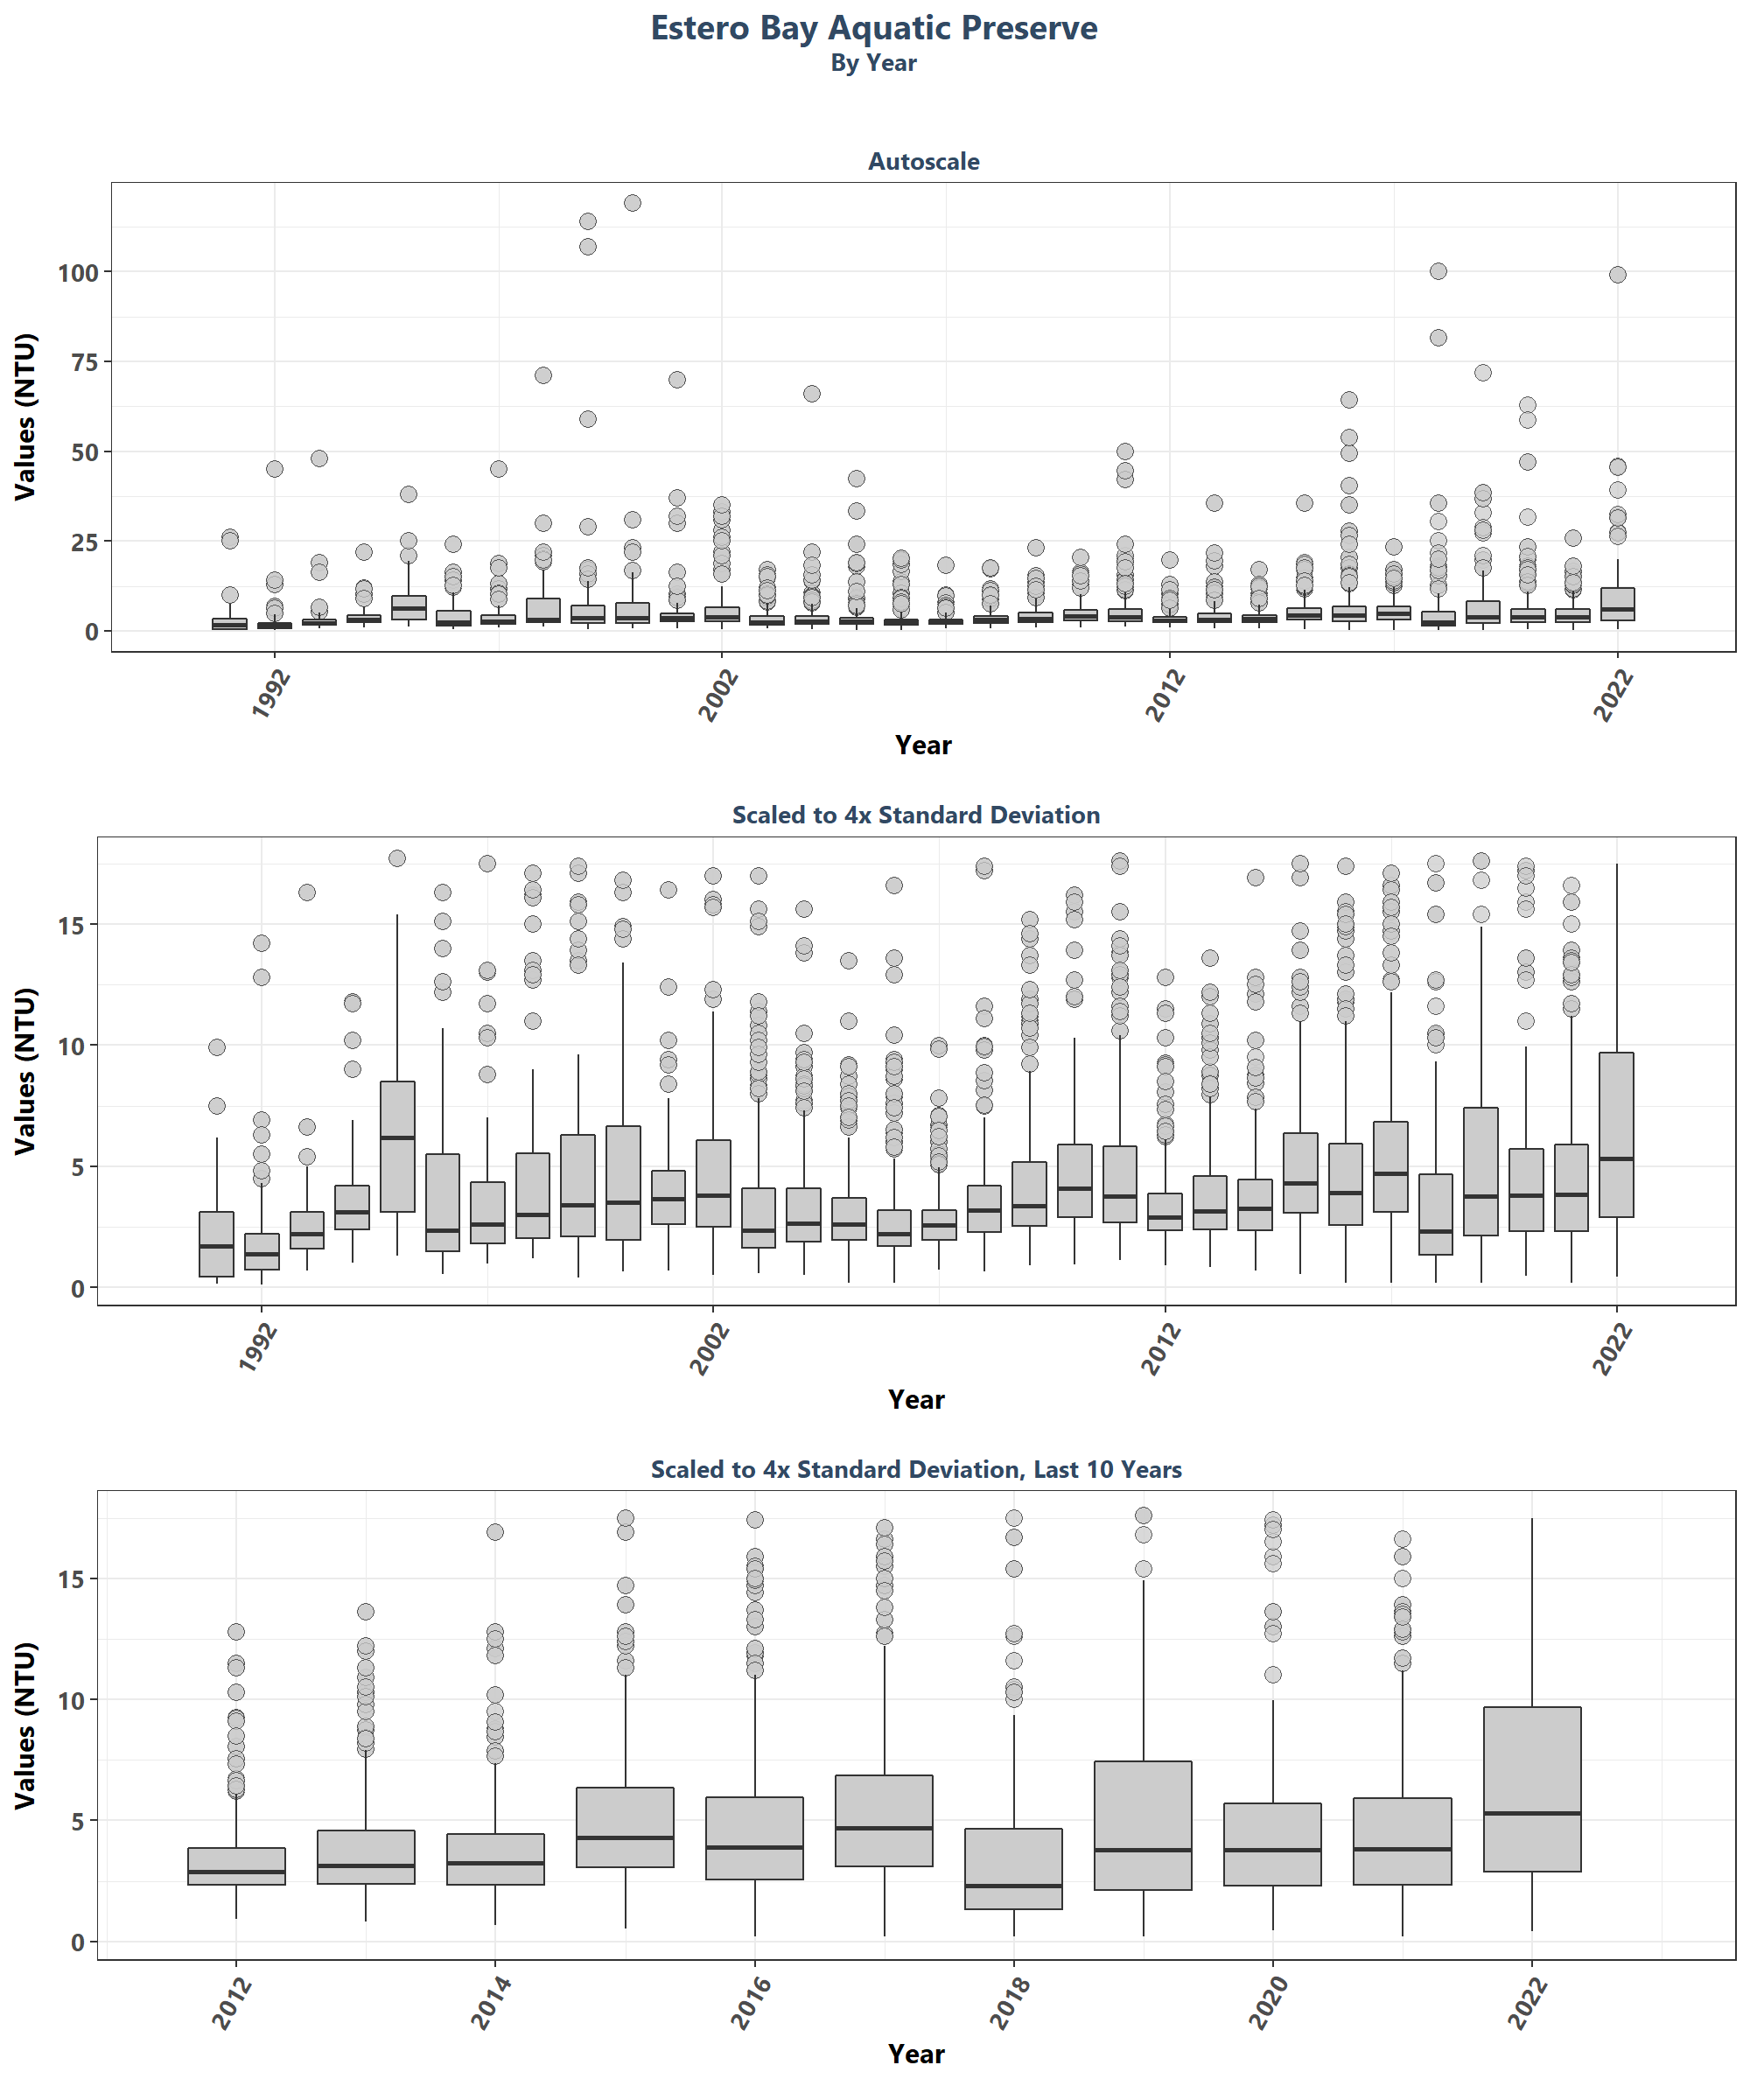 Estero Bay Aquatic Preserve
By Year
Autoscale
Values (NTU)
100
75
50
25
0
1992
2002
2012
2022
Year
Scaled to 4x Standard Deviation
Values (NTU)
15
10
5
0
1992
2002
2012
2022
Year
Scaled to 4x Standard Deviation, Last 10 Years
Values (NTU)
15
10
5
0
2012
2014
2016
2018
2020
2022
Year